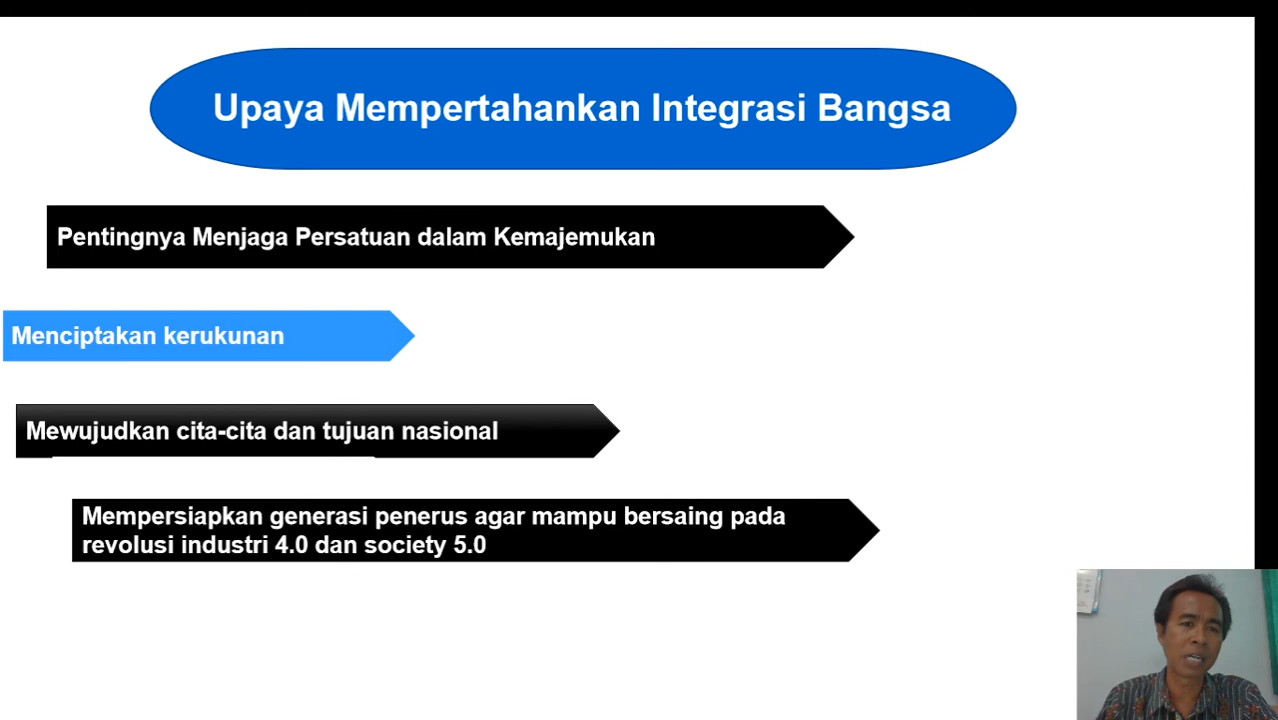 Upaya Mempertahankan Integrasi Bangsa
Pentingnya Menjaga Persatuan dalam Kemajemukan
Menciptakan kerukunan
Mewujudkan cita-cita dan tujuan nasional
Mempersiapkan generasi penerus agar mampu bersaing pada
revolusi industri 4.0 dan society 5.0